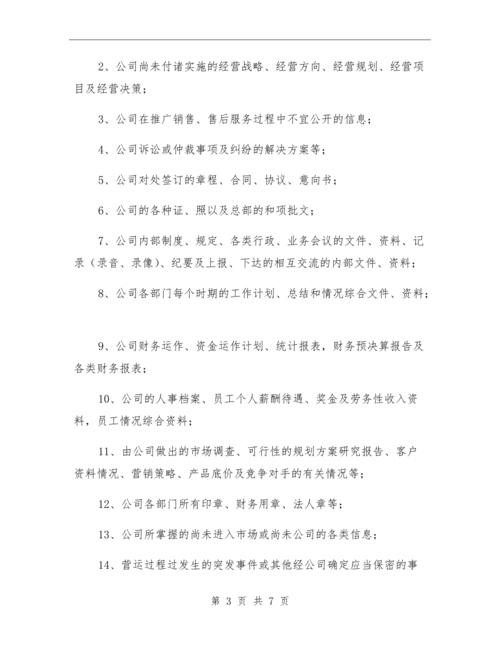 2、公司尚未付诸实施的经营战略、经营方向、经营规划、经营项
目及经营决策；
3、公司在推广销售、售后服务过程中不宜公开的信息；
4、公司诉讼或仲裁事项及纠纷的解决方案等；
5、公司对处签订的章程、合同、协议、意向书；
6、公司的各种证、照以及总部的和项批文；
7、公司内部制度、规定、各类行政、业务会议的文件、资料、记
录（录音、录像）、纪要及上报、下达的相互交流的内部文件、资料；
8、公司各部门每个时期的工作计划、总结和情况综合文件、资料；
9、公司财务运作、资金运作计划、统计报表，财务预决算报告及
各类财务报表；
10、公司的人事档案、员工个人薪酬待遇、奖金及劳务性收入资
料，员工情况综合资料；
11、由公司做出的市场调查、可行性的规划方案研究报告、客户
资料情况、营销策略、产品底价及竞争对手的有关情况等；
12、公司各部门所有印章、财务用章、法人章等；
13、公司所掌握的尚未进入市场或尚未公司的各类信息；
14、营运过程过发生的突发事件或其他经公司确定应当保密的事
第 3 页 共 7 页